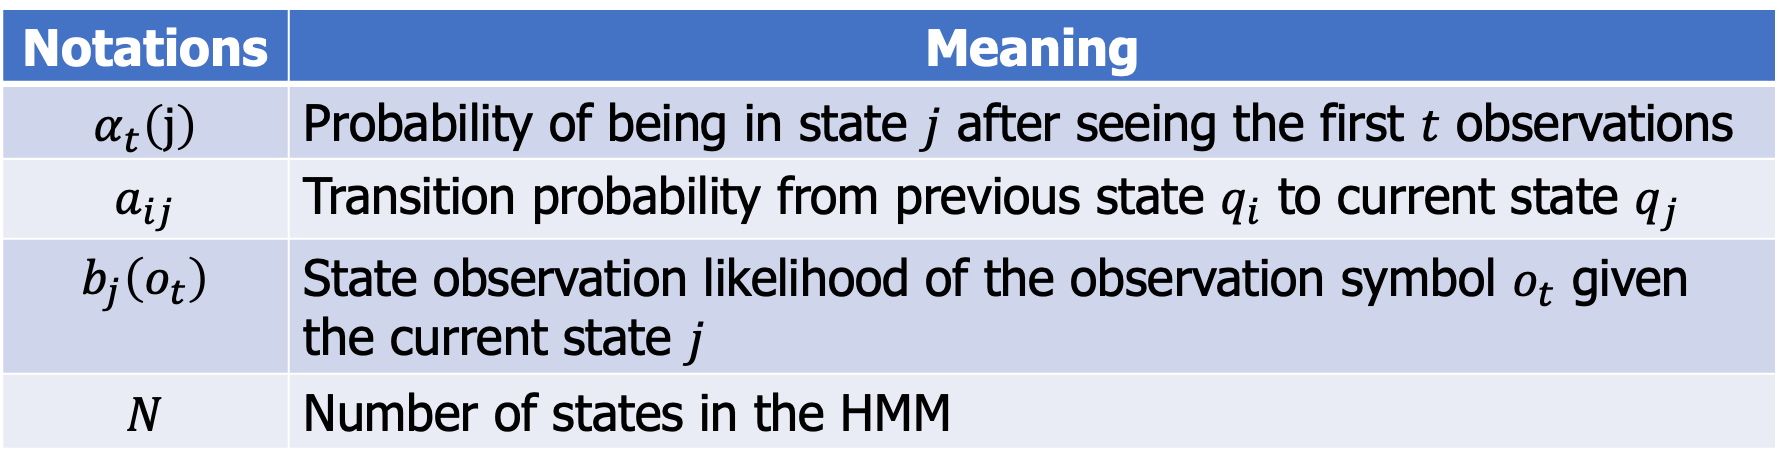 Notations Meaning
αₜ(j) Probability of being in state j after seeing the first t observations
aᵢⱼ Transition probability from previous state qᵢ to current state qⱼ
bⱼ(oₜ) State observation likelihood of the observation symbol oₜ given
the current state j
N Number of states in the HMM